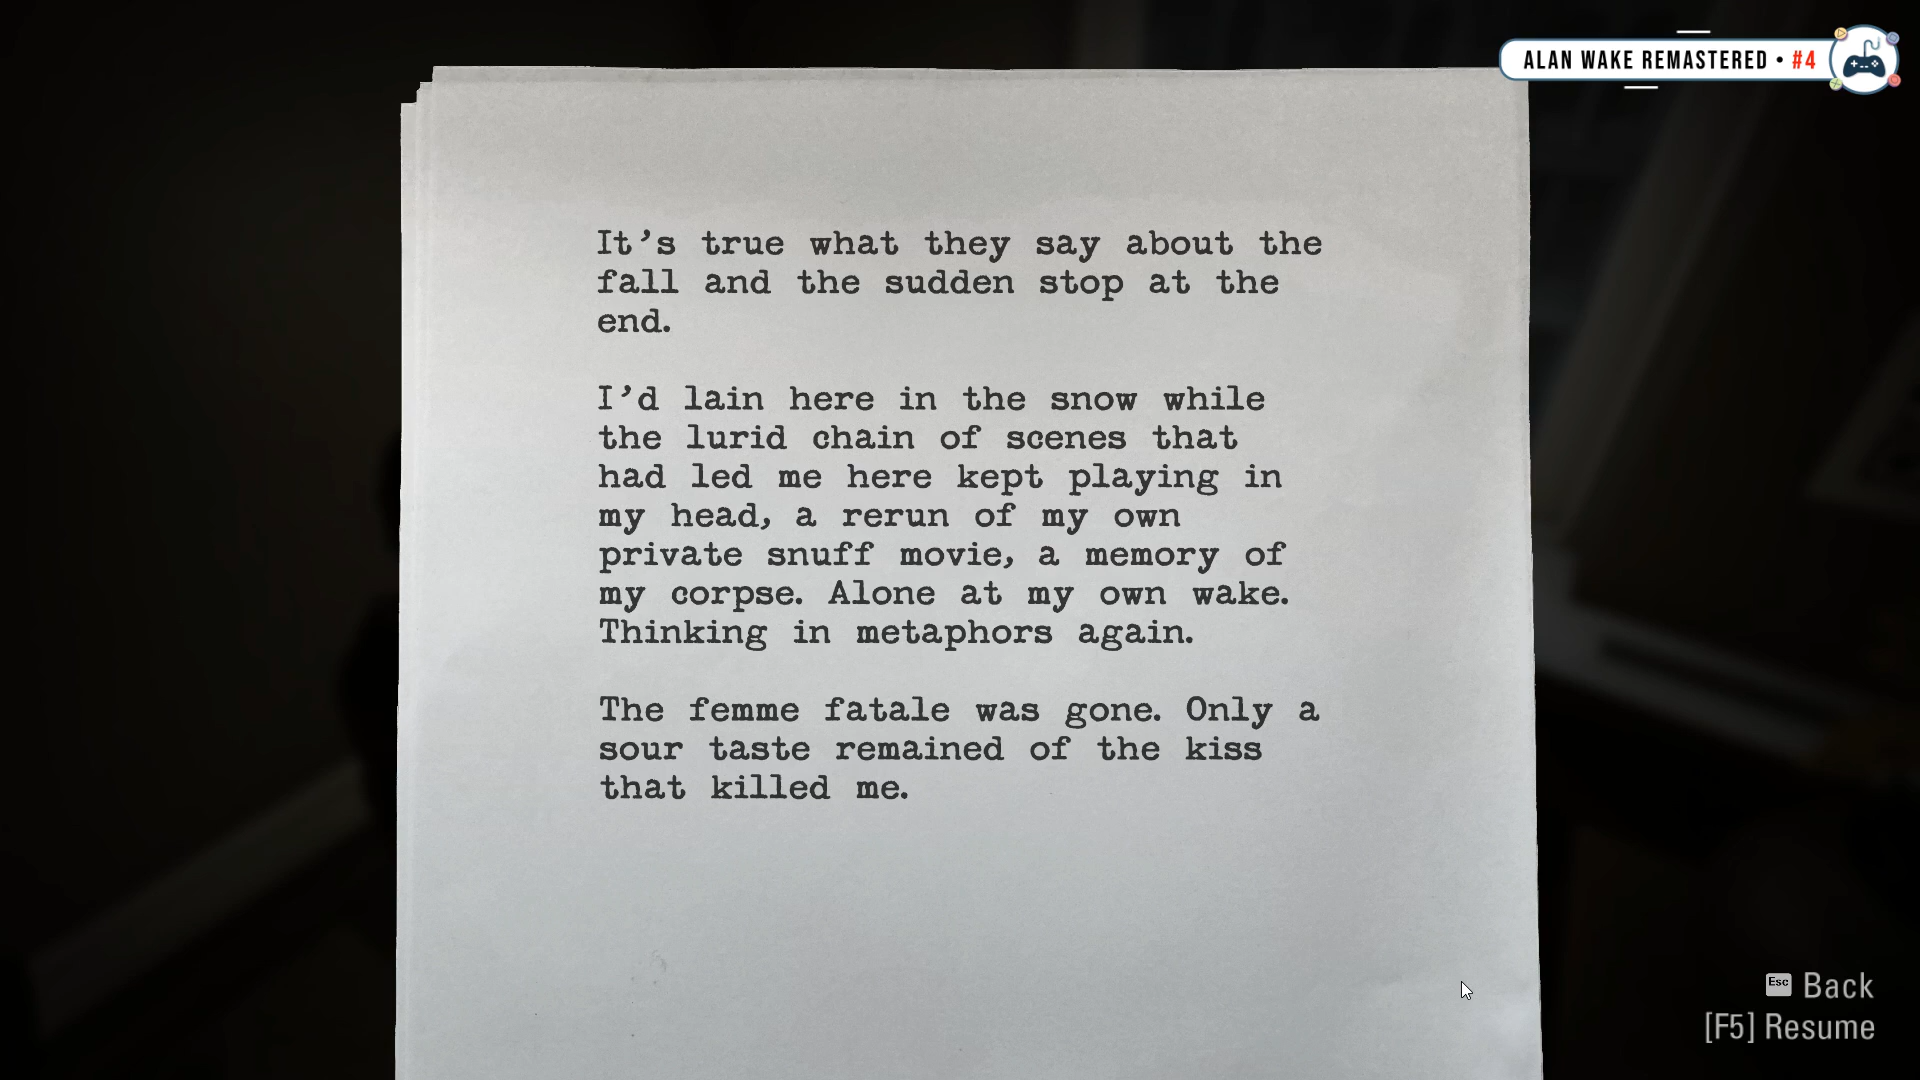 ALAN WAKE REMASTERED • #4
It’s true what they say about the
fall and the sudden stop at the
end.
I’d lain here in the snow while
the lurid chain of scenes that
had led me here kept playing in
my head, a rerun of my own
private snuff movie, a memory of
my corpse. Alone at my own wake.
Thinking in metaphors again.
The femme fatale was gone. Only a
sour taste remained of the kiss
that killed me.
Esc Back
[F5] Resume